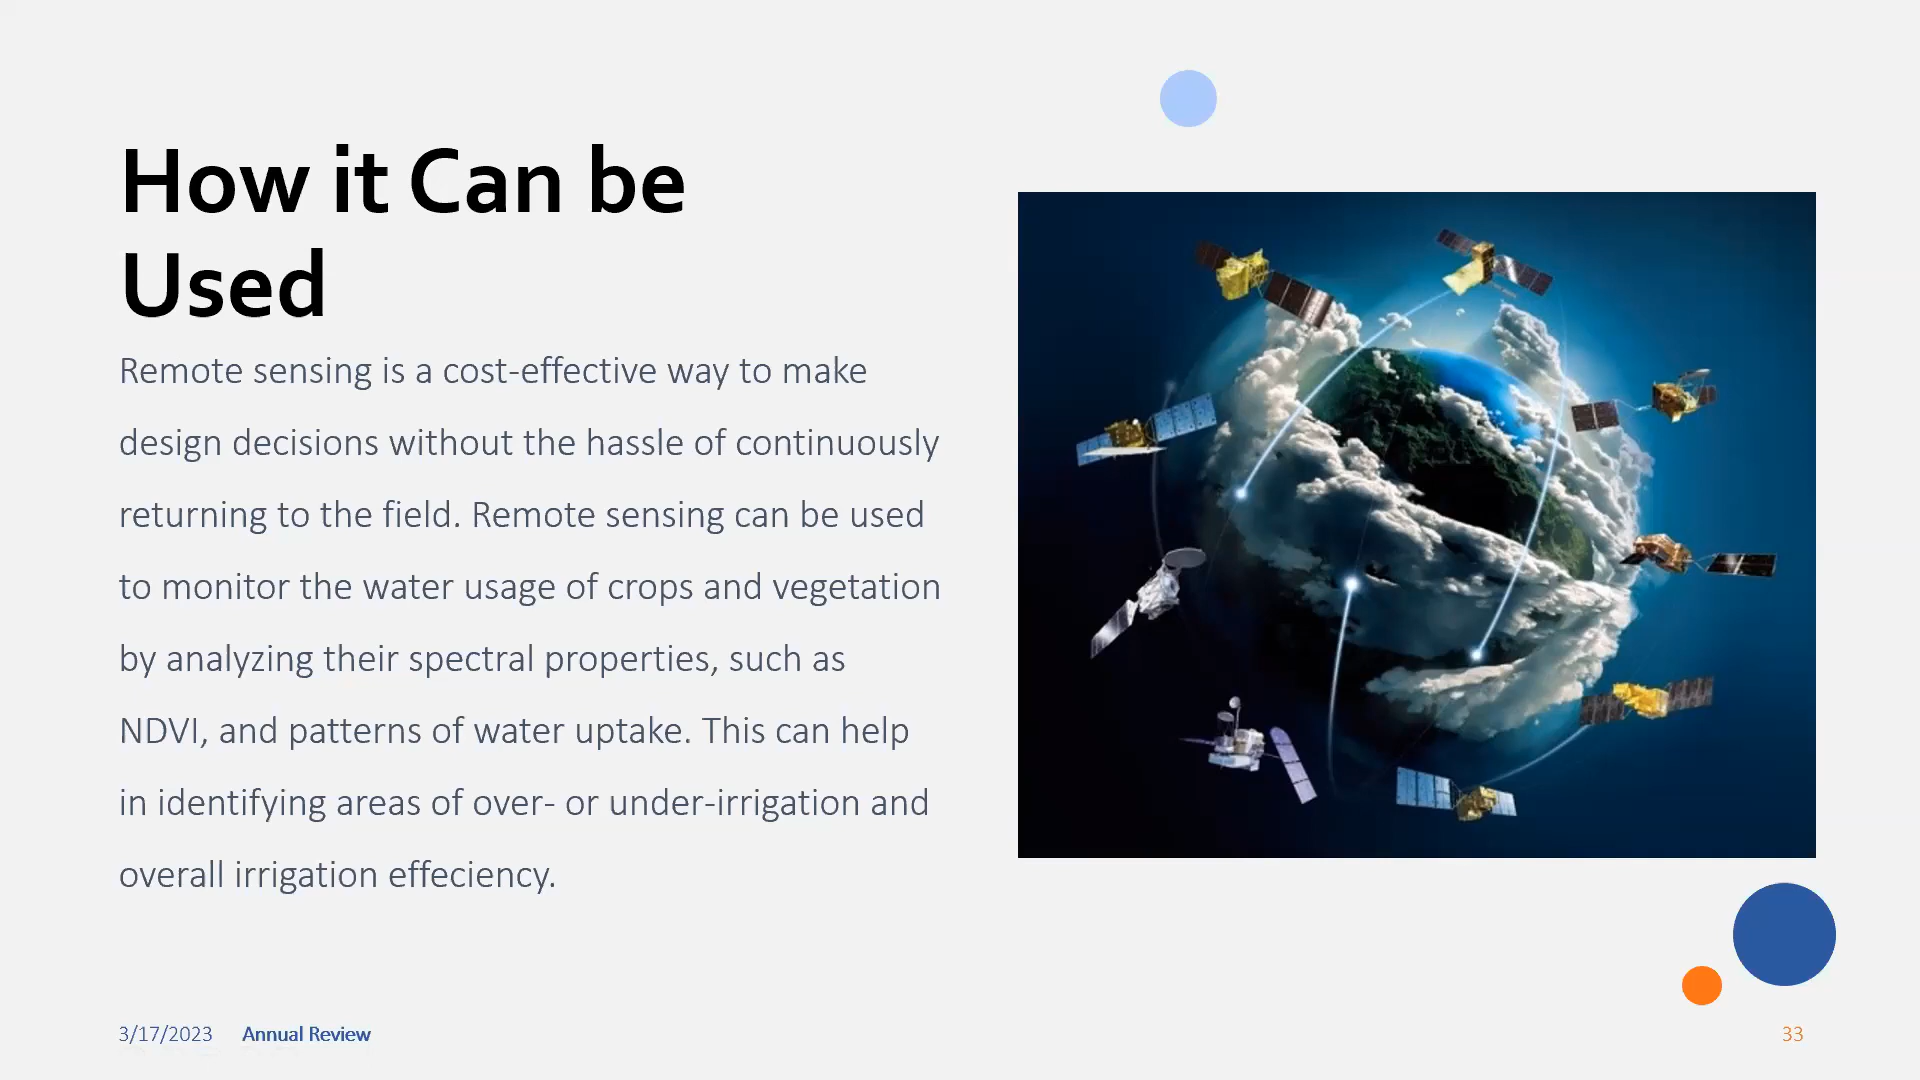 How it Can be
Used
Remote sensing is a cost-effective way to make
design decisions without the hassle of continuously
returning to the field. Remote sensing can be used
to monitor the water usage of crops and vegetation
by analyzing their spectral properties, such as
NDVI, and patterns of water uptake. This can help
in identifying areas of over- or under-irrigation and
overall irrigation effeciency.
3/17/2023 Annual Review 33